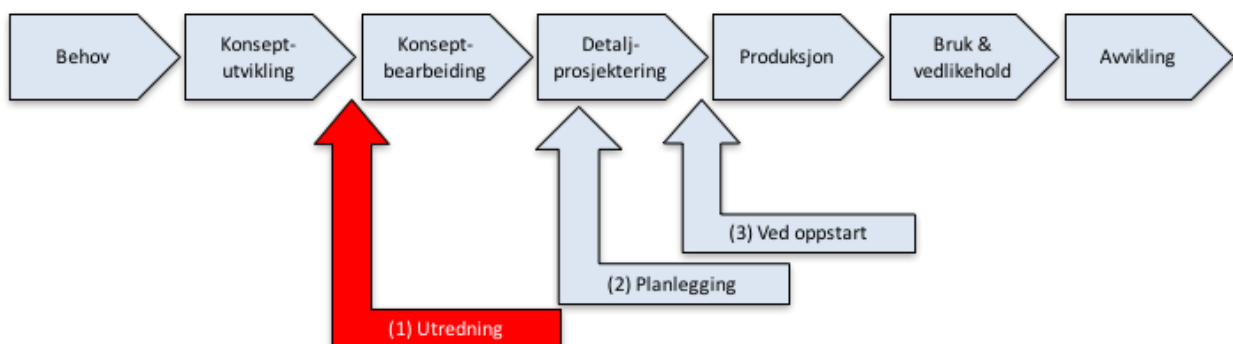 Behov
Konsept-
utvikling
Konsept-
bearbeiding
Detalj-
prosjektering
Produksjon
Bruk &
vedlikehold
Avvikling
(3) Ved oppstart
(2) Planlegging
(1) Utredning